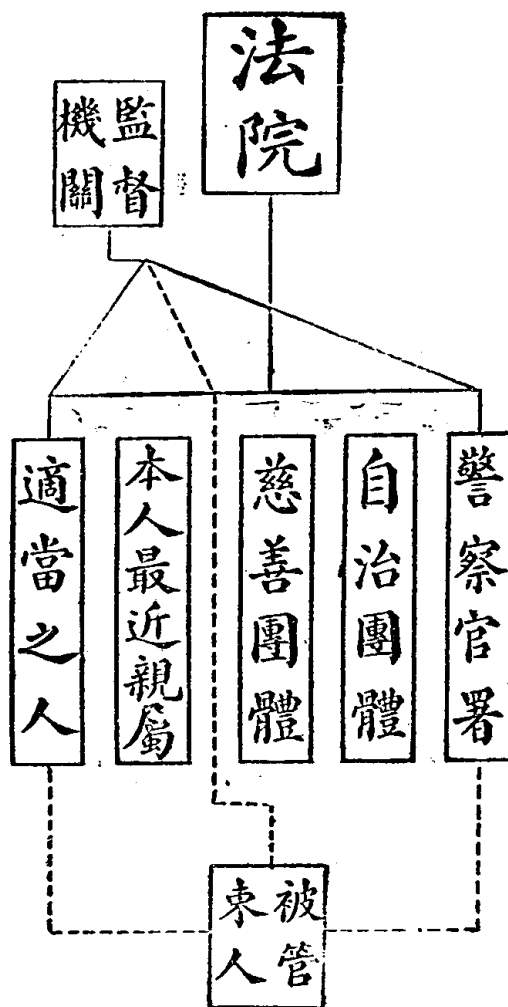 法院
監督
機關
警察官署
自治團體
慈善團體
本人最近親屬
適當之人
被管
束人